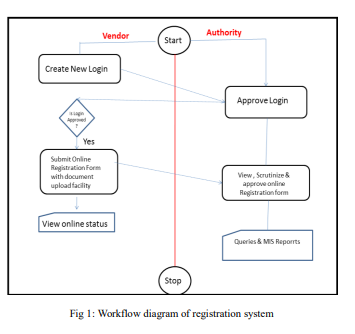 Vendor
Start
Authority
Create New Login
Approve Login
Is Login
Approved
?
Yes
Submit Online
Registration Form
with document
upload facility
View , Scrutinize &
approve online
Registration form
View online status
Queries & MIS Reporrts
Stop
Fig 1: Workflow diagram of registration system